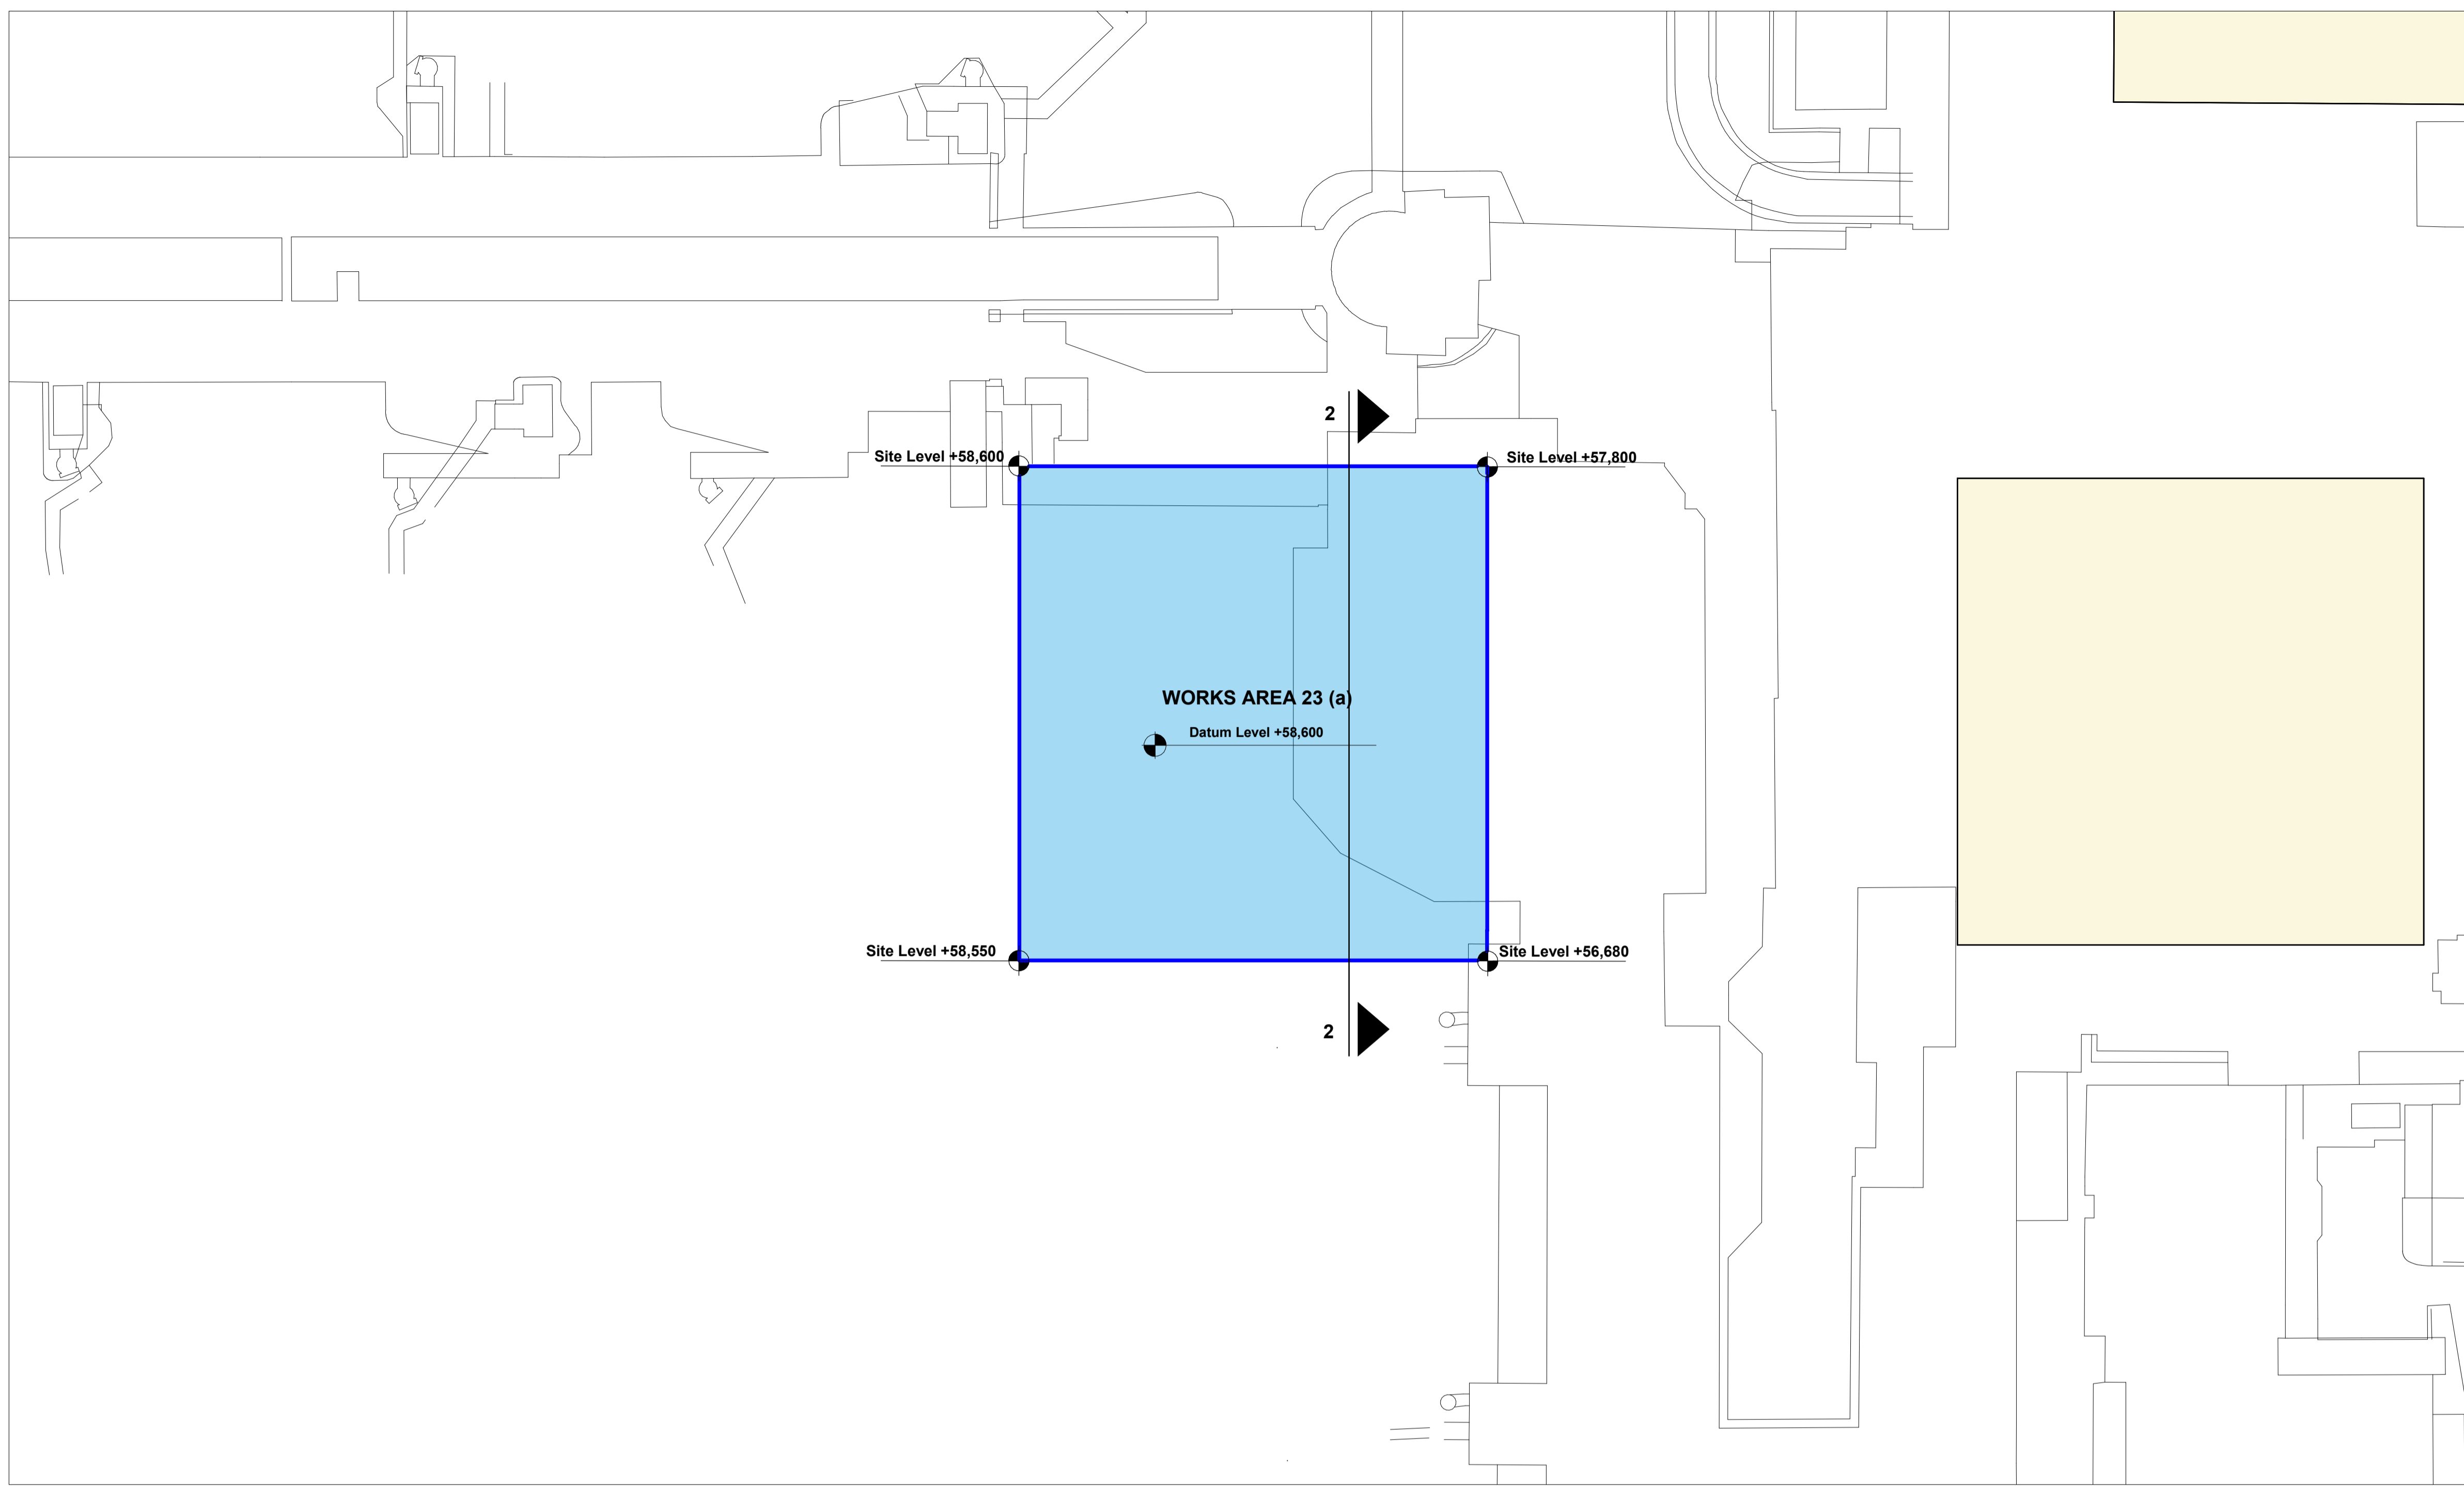 2
Site Level +58,600
Site Level +57,800
WORKS AREA 23 (a)
Datum Level +58,600
Site Level +58,550
Site Level +56,680
2